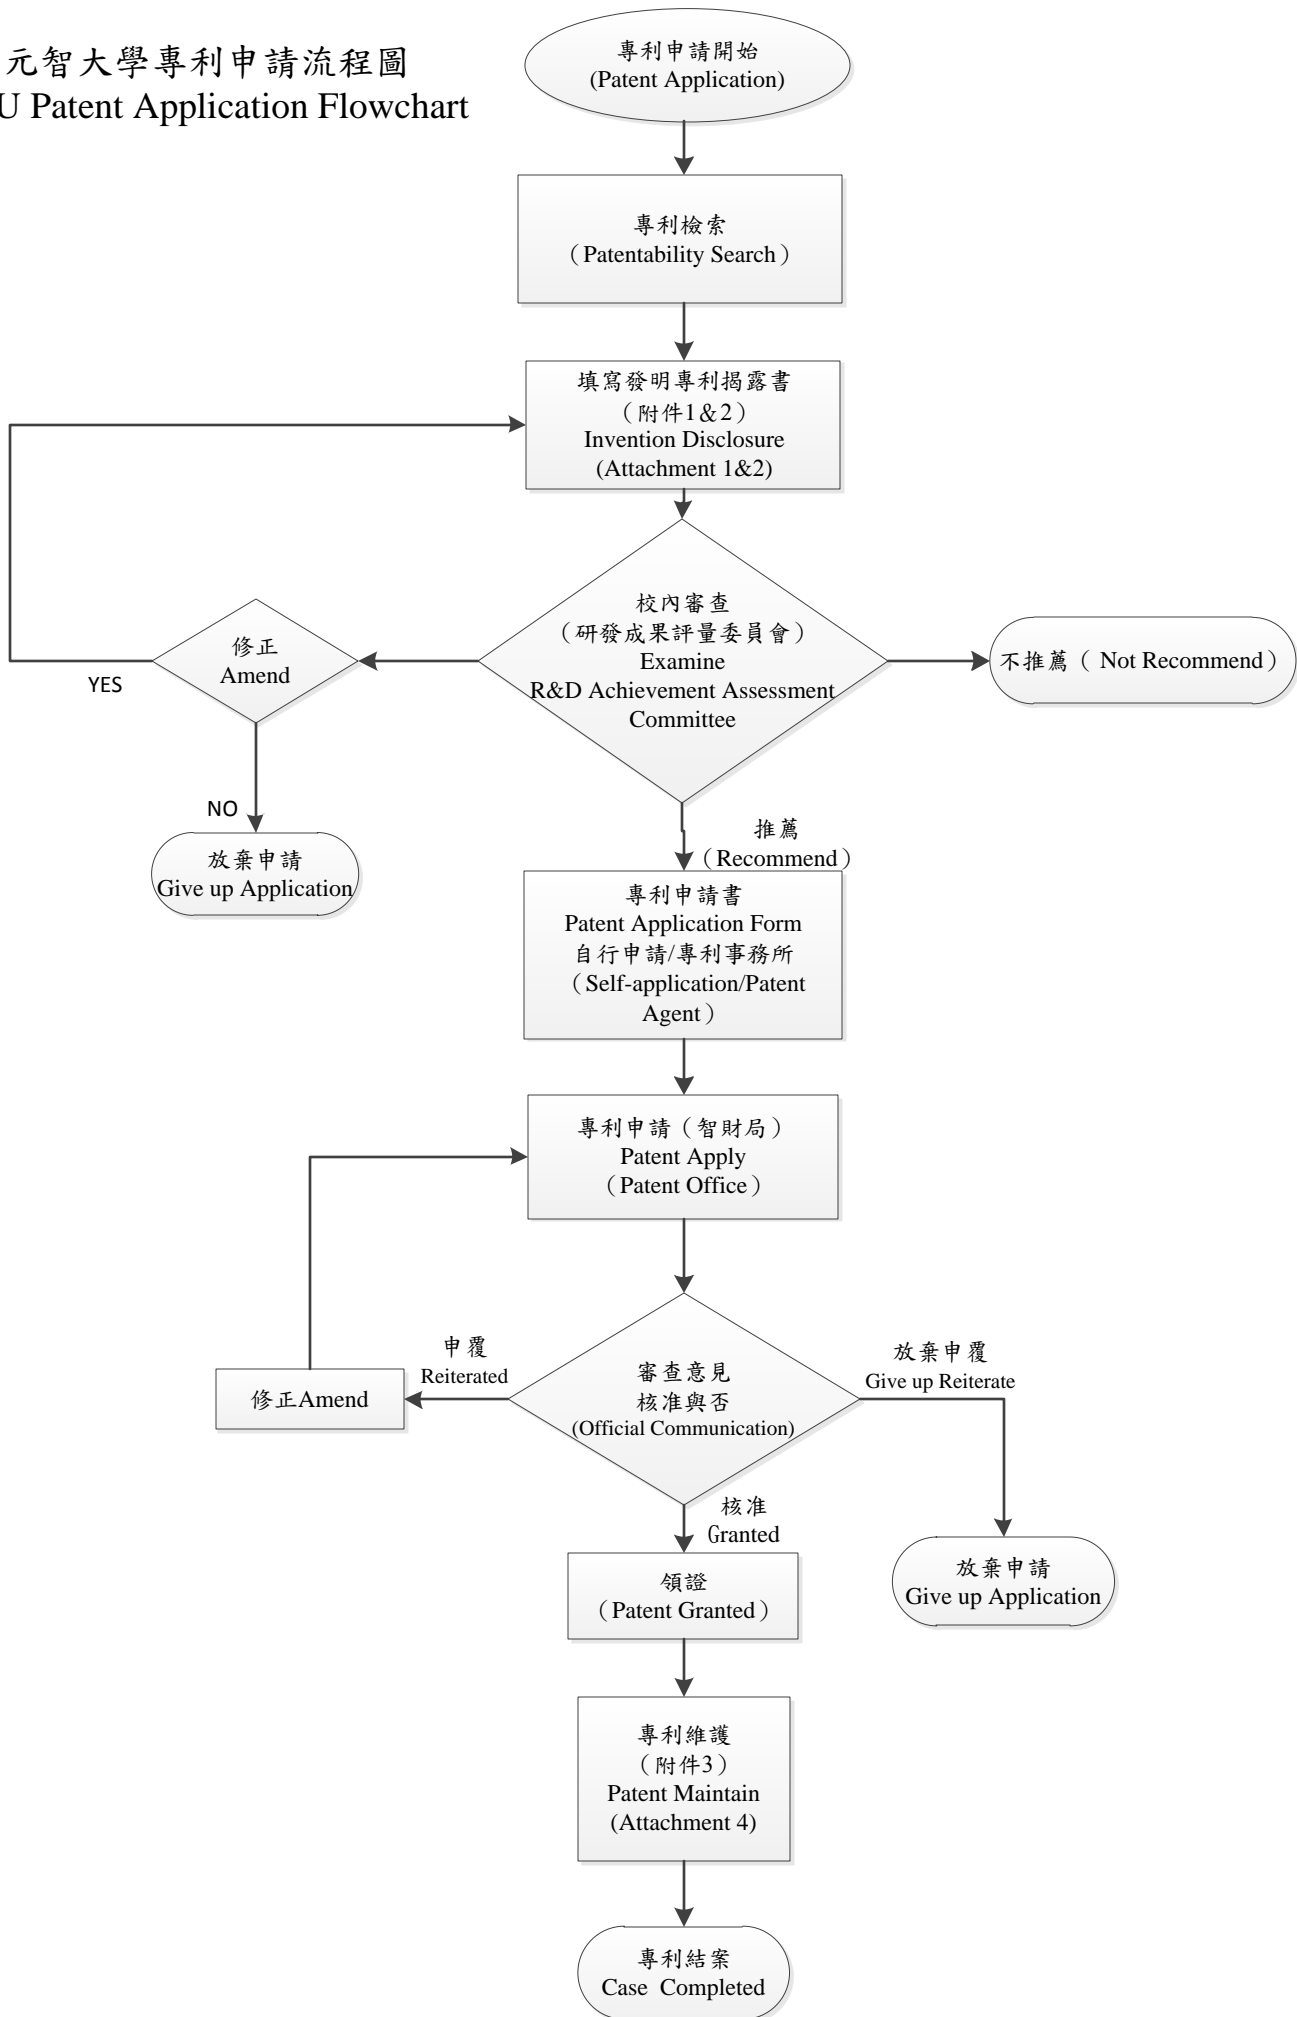 元智大學專利申請流程圖
U Patent Application Flowchart
專利申請開始
(Patent Application)
專利檢索
（Patentability Search）
填寫發明專利揭露書
（附件1&2）
Invention Disclosure
(Attachment 1&2)
校內審查
（研發成果評量委員會）
Examine
R&D Achievement Assessment
Committee
修正
Amend
YES
NO
不推薦（ Not Recommend）
放棄申請
Give up Application
推薦
（Recommend）
專利申請書
Patent Application Form
自行申請/專利事務所
（Self-application/Patent
Agent）
專利申請（智財局）
Patent Apply
（Patent Office）
申覆
Reiterated
修正Amend
審查意見
核准與否
(Official Communication)
放棄申覆
Give up Reiterate
核准
Granted
領證
（Patent Granted）
放棄申請
Give up Application
專利維護
（附件3）
Patent Maintain
(Attachment 4)
專利結案
Case  Completed